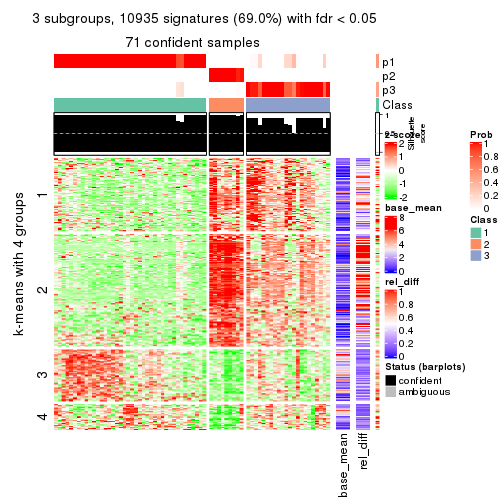 3 subgroups, 10935 signatures (69.0%) with fdr < 0.05
71 confident samples
p1
p2
p3
Class
1
0.5
0
Silhouette
score
k-means with 4 groups
1
2
3
4
base_mean
rel_diff
z_score
2
1
0
-1
-2
base_mean
8
6
4
2
0
rel_diff
1
0.8
0.6
0.4
0.2
0
Status (barplots)
confident
ambiguous
Prob
1
0.8
0.6
0.4
0.2
0
Class
1
2
3